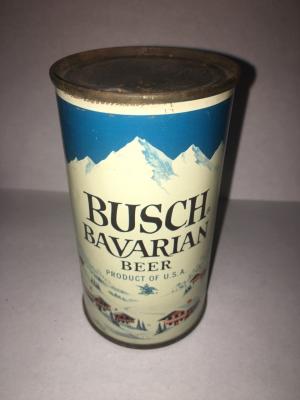 BUSCH®
BAVARIAN
BEER
PRODUCT OF U.S.A.